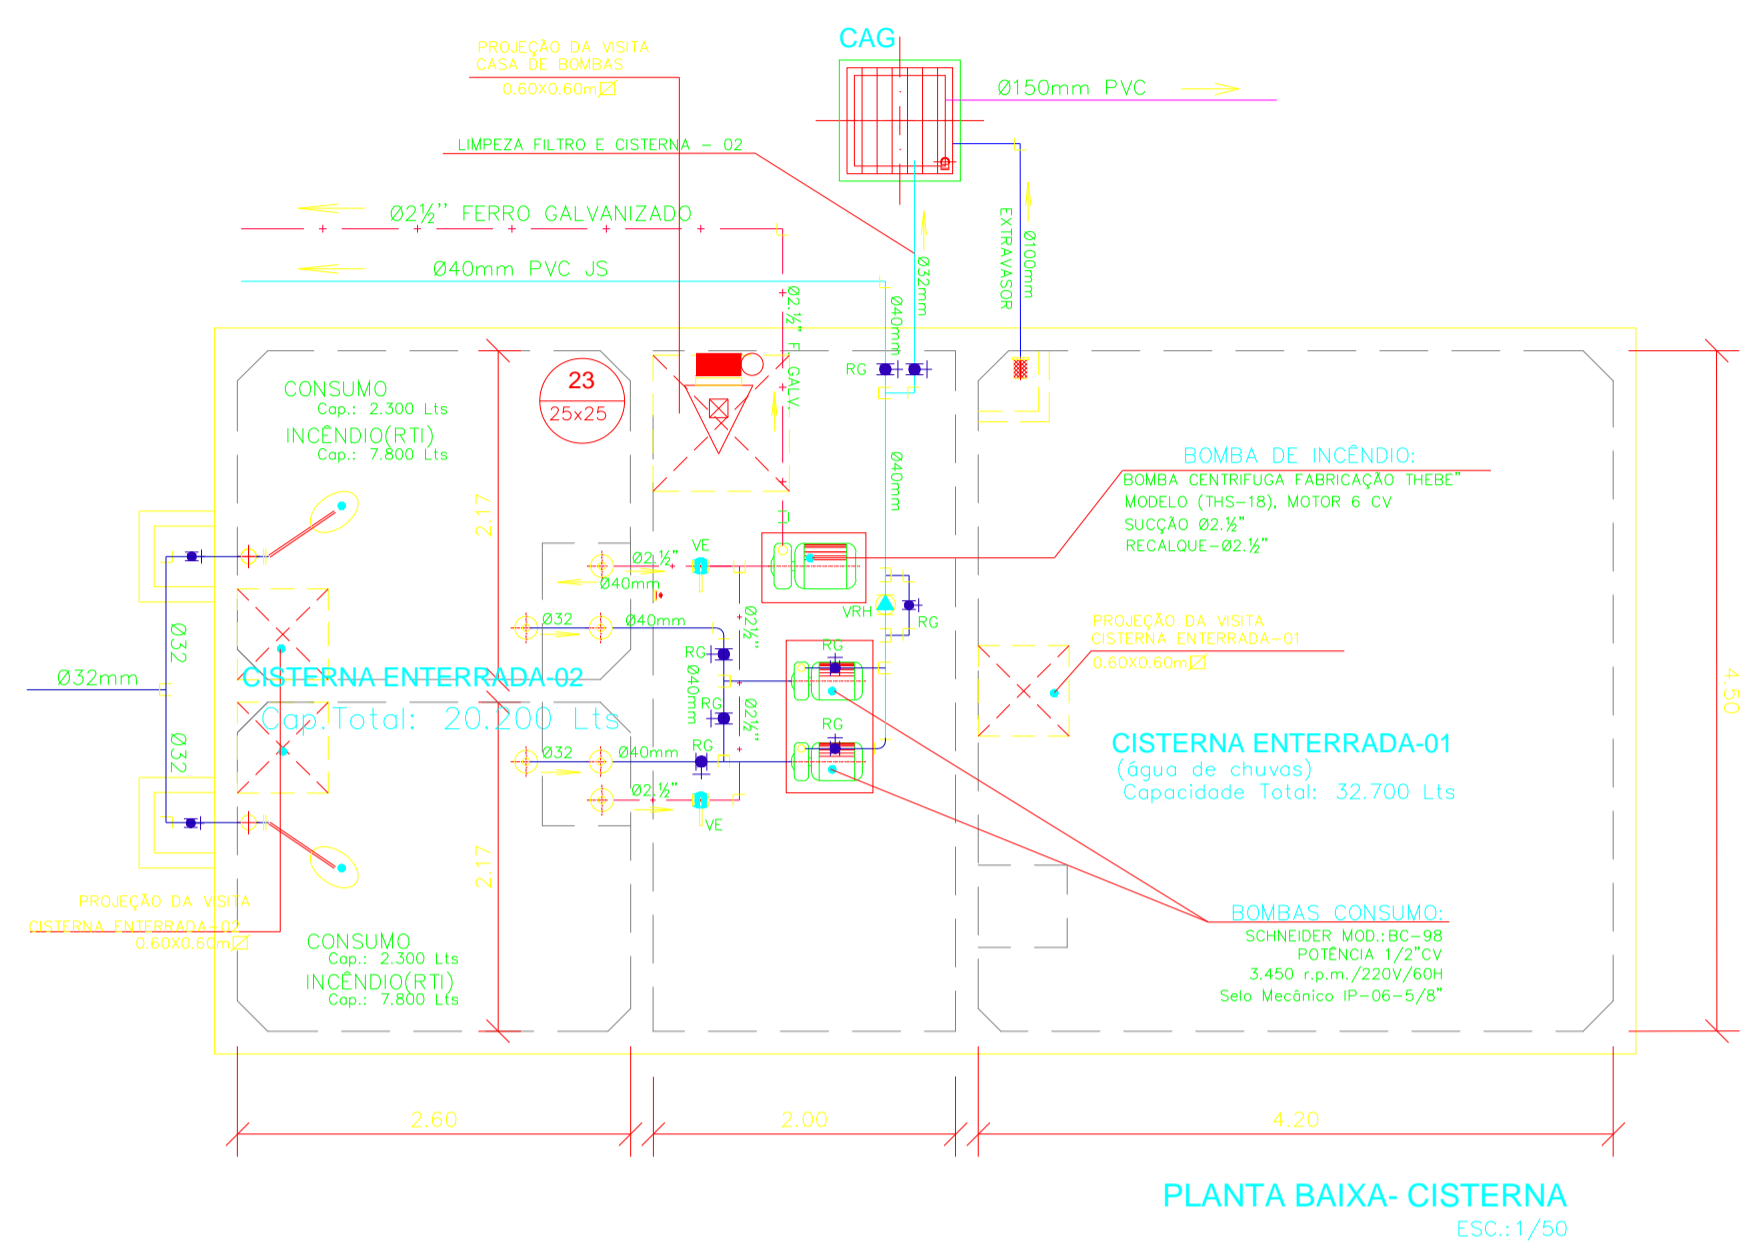 CAG
PROJEÇÃO DA VISITA
CASA DE BOMBAS
0.60X0.60m
Ø150mm PVC
LIMPEZA FILTRO E CISTERNA - 02
Ø2½" FERRO GALVANIZADO
Ø40mm PVC JS
EXTRAVASOR
Ø100mm
Ø32mm
Ø40mm
Ø2.½" F. GALV.
RG
23
25x25
CONSUMO
Cap.: 2.300 Lts
INCÊNDIO(RTI)
Cap.: 7.800 Lts
2.17
Ø40mm
BOMBA DE INCÊNDIO:
BOMBA CENTRIFUGA FABRICAÇÃO THEBE"
MODELO (THS-18), MOTOR 6 CV
SUCÇÃO Ø2.½"
RECALQUE-Ø2.½"
VE
Ø2.½"
Ø40mm
VRH
RG
Ø32
Ø40mm
Ø2½"
RG
RG
Ø40mm
RG
Ø2½"
PROJEÇÃO DA VISITA
CISTERNA ENTERRADA-01
0.60X0.60m
Ø32
Ø32mm
CISTERNA ENTERRADA-02
Cap.Total: 20.200 Lts
4.50
Ø32
Ø32
Ø40mm
RG
RG
Ø2.½"
VE
CISTERNA ENTERRADA-01
(água de chuvas)
Capacidade Total: 32.700 Lts
2.17
PROJEÇÃO DA VISITA
CISTERNA ENTERRADA-02
0.60X0.60m
CONSUMO
Cap.: 2.300 Lts
INCÊNDIO(RTI)
Cap.: 7.800 Lts
BOMBAS CONSUMO:
SCHNEIDER MOD.: BC-98
POTÊNCIA 1/2"CV
3.450 r.p.m./220V/60H
Selo Mecânico IP-06-5/8"
2.60
2.00
4.20
PLANTA BAIXA- CISTERNA
ESC.: 1/50